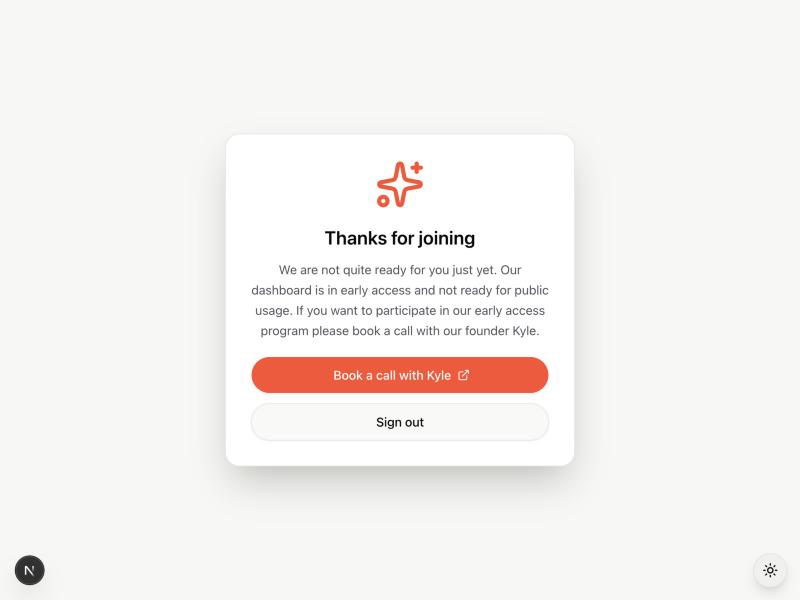 Thanks for joining
We are not quite ready for you just yet. Our
dashboard is in early access and not ready for public
usage. If you want to participate in our early access
program please book a call with our founder Kyle.
Book a call with Kyle
Sign out
N